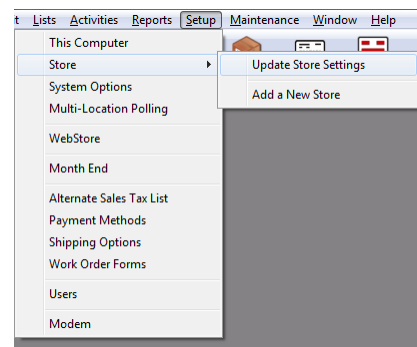 t Lists Activities Reports Setup Maintenance Window Help
This Computer
Store
Update Store Settings
System Options
Add a New Store
Multi-Location Polling
WebStore
Month End
Alternate Sales Tax List
Payment Methods
Shipping Options
Work Order Forms
Users
Modem